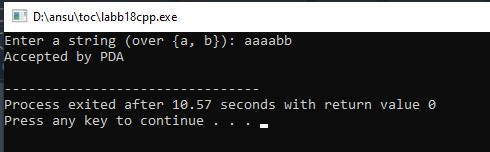 D:\ansu\toc\labb18cpp.exe
Enter a string (over {a, b}): aaaabb
Accepted by PDA
--------------------------------
Process exited after 10.57 seconds with return value 0
Press any key to continue . . .